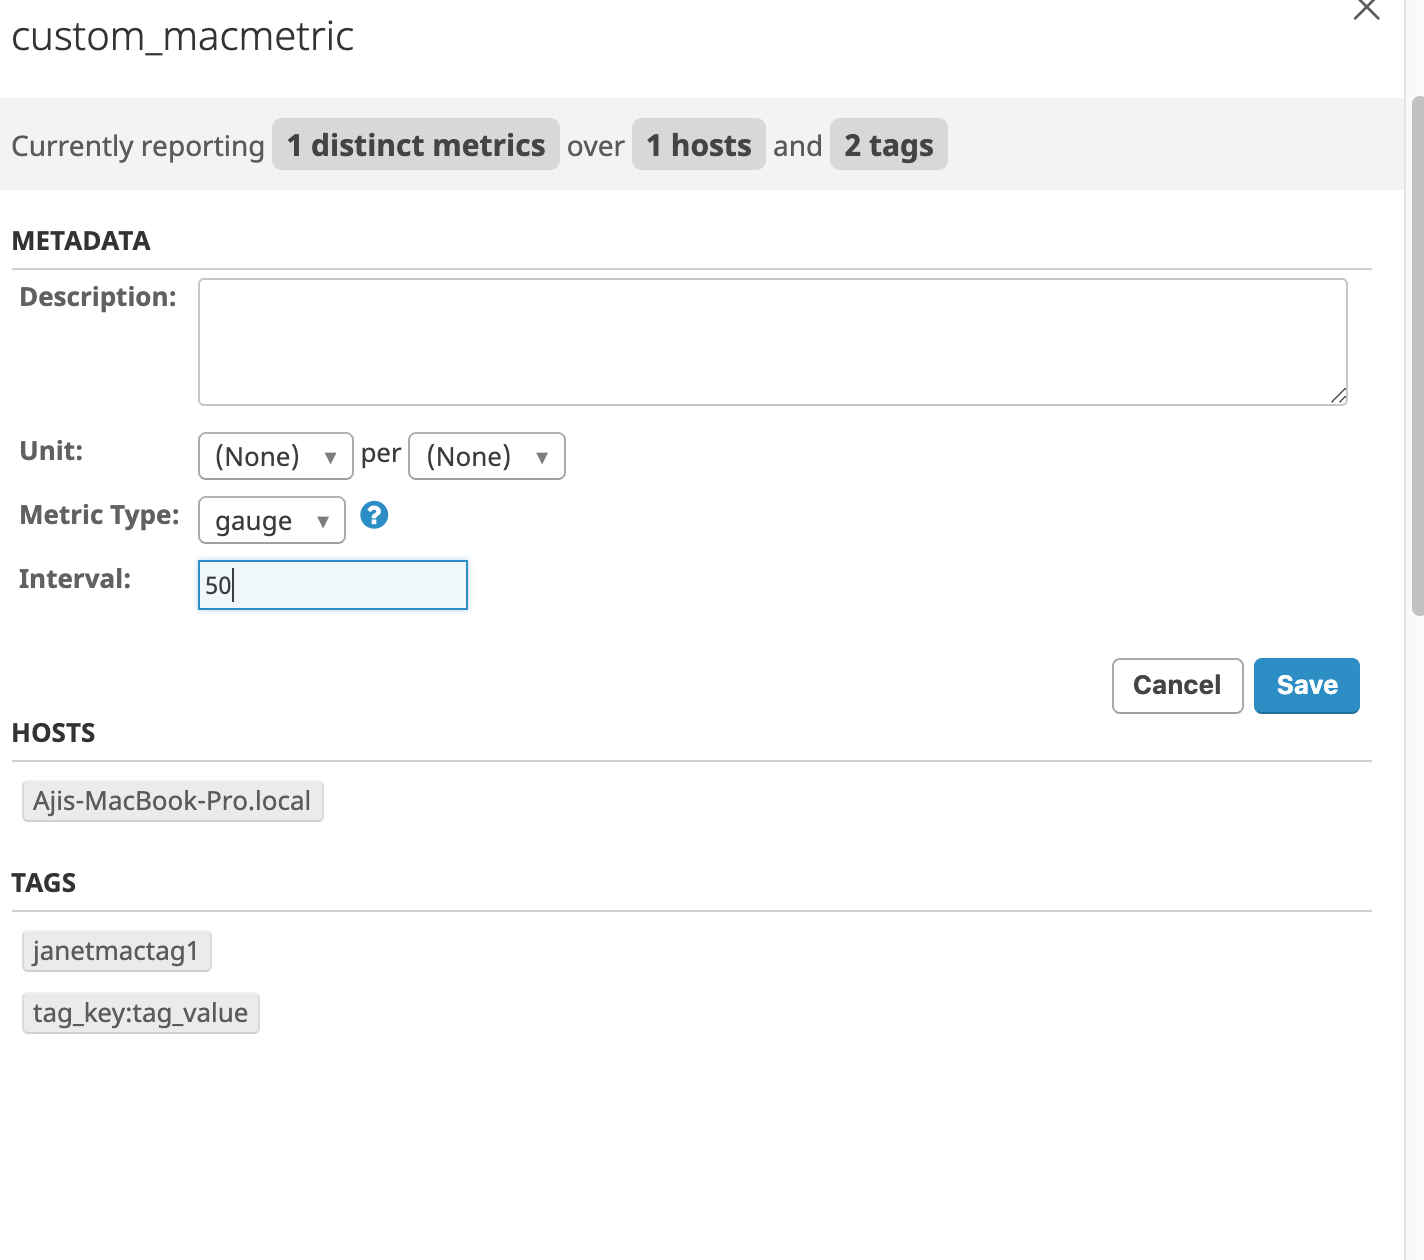 custom_macmetric
Currently reporting 1 distinct metrics over 1 hosts and 2 tags
METADATA
Description:
Unit: (None) per (None)
Metric Type: gauge ?
Interval: 50
Cancel Save
HOSTS
Ajis-MacBook-Pro.local
TAGS
janetmactag1
tag_key:tag_value